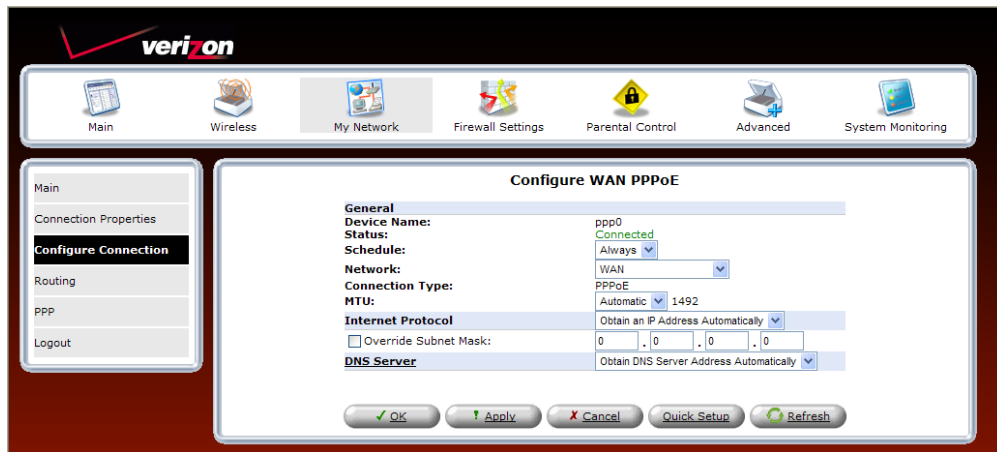 verizon
Main Wireless My Network Firewall Settings Parental Control Advanced System Monitoring
Main
Connection Properties
Configure Connection
Routing
PPP
Logout
Configure WAN PPPoE
General
Device Name: ppp0
Status: Connected
Schedule: Always
Network: WAN
Connection Type: PPPoE
MTU: Automatic 1492
Internet Protocol Obtain an IP Address Automatically
Override Subnet Mask: 0 . 0 . 0 . 0
DNS Server Obtain DNS Server Address Automatically
OK Apply Cancel Quick Setup Refresh